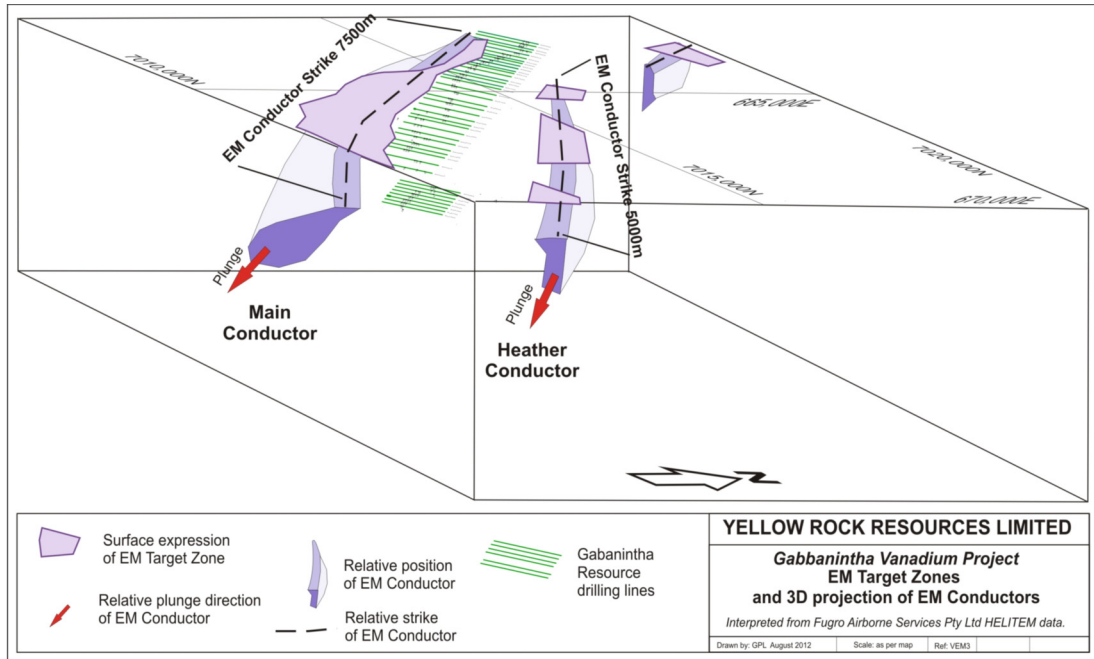 7010,000N
EM Conductor Strike 7500m
EM Conductor Strike 5000m
665,000E
7015,000N
7020,000N
670,000E
Plunge
Main
Conductor
Plunge
Heather
Conductor
N
Surface expression
of EM Target Zone
Relative plunge direction
of EM Conductor
Relative position
of EM Conductor
Relative strike
of EM Conductor
Gabanintha
Resource
drilling lines
YELLOW ROCK RESOURCES LIMITED
Gabbanintha Vanadium Project
EM Target Zones
and 3D projection of EM Conductors
Interpreted from Fugro Airborne Services Pty Ltd HELITEM data.
Drawn by: GPL August 2012
Scale: as per map
Ref: VEM3